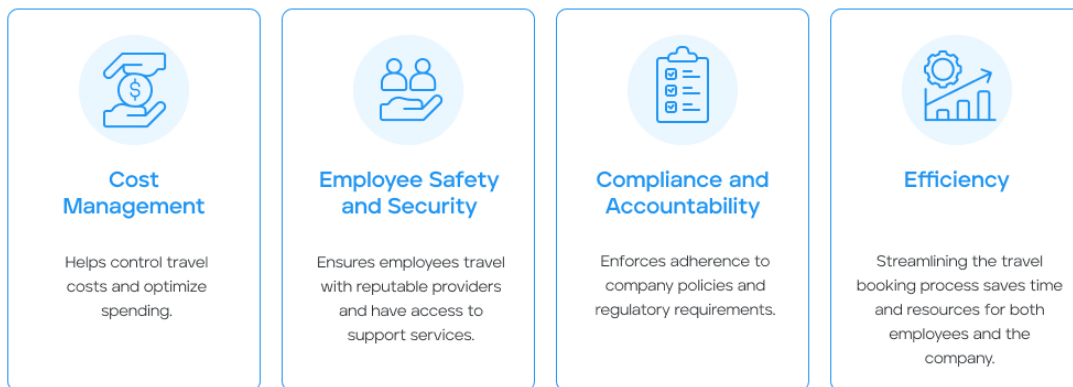 $
Cost
Management
Helps control travel
costs and optimize
spending.
Employee Safety
and Security
Ensures employees travel
with reputable providers
and have access to
support services.
Compliance and
Accountability
Enforces adherence to
company policies and
regulatory requirements.
Efficiency
Streamlining the travel
booking process saves time
and resources for both
employees and the
company.